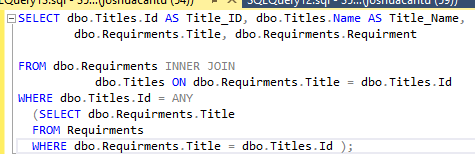 SELECT dbo.Titles.Id AS Title_ID, dbo.Titles.Name AS Title_Name,
dbo.Requirments.Title, dbo.Requirments.Requirment
FROM dbo.Requirments INNER JOIN
dbo.Titles ON dbo.Requirments.Title = dbo.Requirments.Id
WHERE dbo.Titles.Id = ANY
(SELECT dbo.Requirments.Title
FROM Requirments
WHERE dbo.Requirments.Title = dbo.Titles.Id );